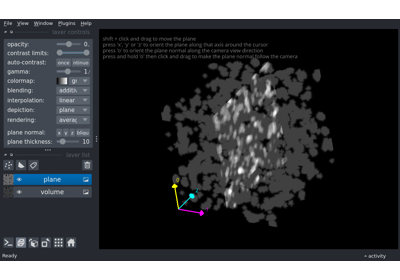 File View Window Plugins Help
layer controls
opacity: 0.
contrast limits:
auto-contrast: once
gamma: 1.
colormap: gr
blending: additiv
interpolation: linear
depiction: plane
rendering: averag
plane normal: x y z
plane thickness: 10
layer list
plane
volume
Ready
activity
shift + click and drag to move the plane
press 'x', 'y' or 'z' to orient the plane along that axis around the cursor
press 'o' to orient the plane normal along the camera view direction
press and hold 'o' then click and drag to make the plane normal follow the camera